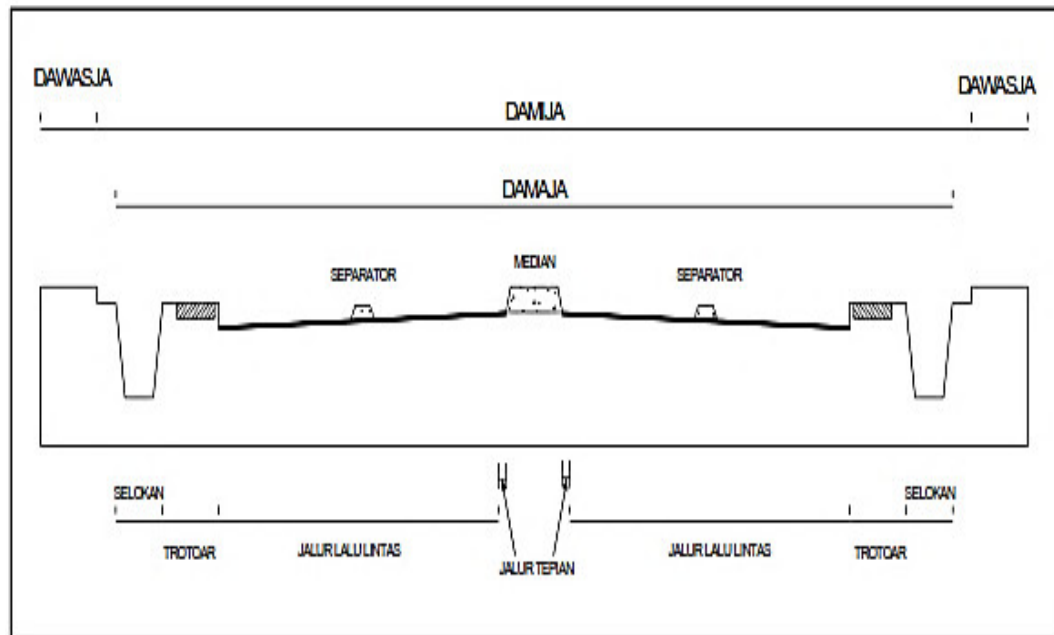 DAWASJA
DAWASJA
DAMIJA
DAMAJA
SEPARATOR
MEDIAN
SEPARATOR
SELOKAN
SELOKAN
TROTOAR
JALUR LALU LINTAS
JALUR TEPIAN
JALUR LALU LINTAS
TROTOAR